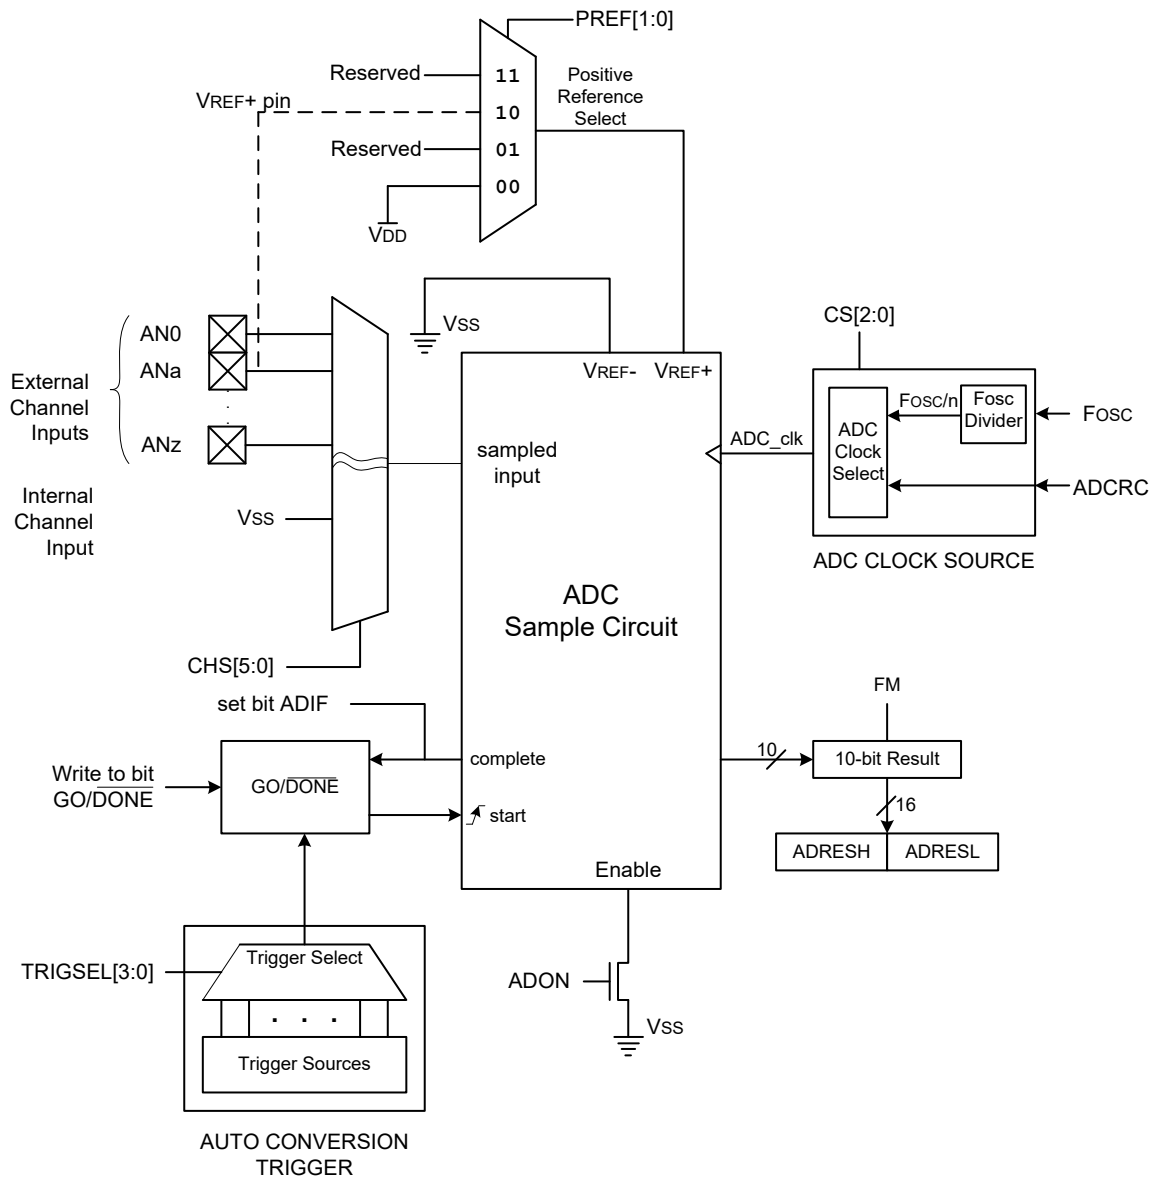 PREF[1:0]
Reserved
11
Positive
Reference
Select
VREF+ pin
10
Reserved
01
00
VDD
VSS
CS[2:0]
External
Channel
Inputs
AN0
ANa
ANz
VREF- VREF+
FOSC/n
Fosc
Divider
FOSC
ADC
Clock
Select
ADC_clk
ADCRC
ADC CLOCK SOURCE
sampled
input
Internal
Channel
Input
VSS
ADC
Sample Circuit
CHS[5:0]
set bit ADIF
FM
complete
10
10-bit Result
Write to bit
GO/DONE
GO/DONE
start
16
ADRESH
ADRESL
Enable
Trigger Select
TRIGSEL[3:0]
ADON
. . .
VSS
Trigger Sources
AUTO CONVERSION
TRIGGER